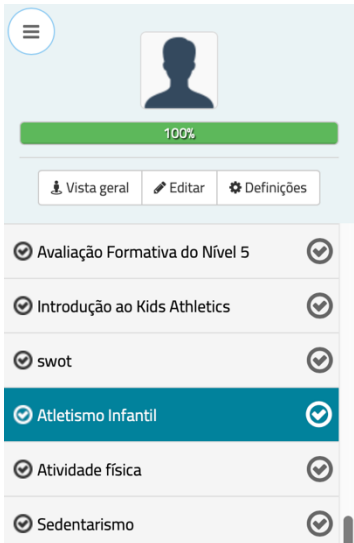 100%
Vista geral Editar Definições
Avaliação Formativa do Nível 5
Introdução ao Kids Athletics
swot
Atletismo Infantil
Atividade física
Sedentarismo